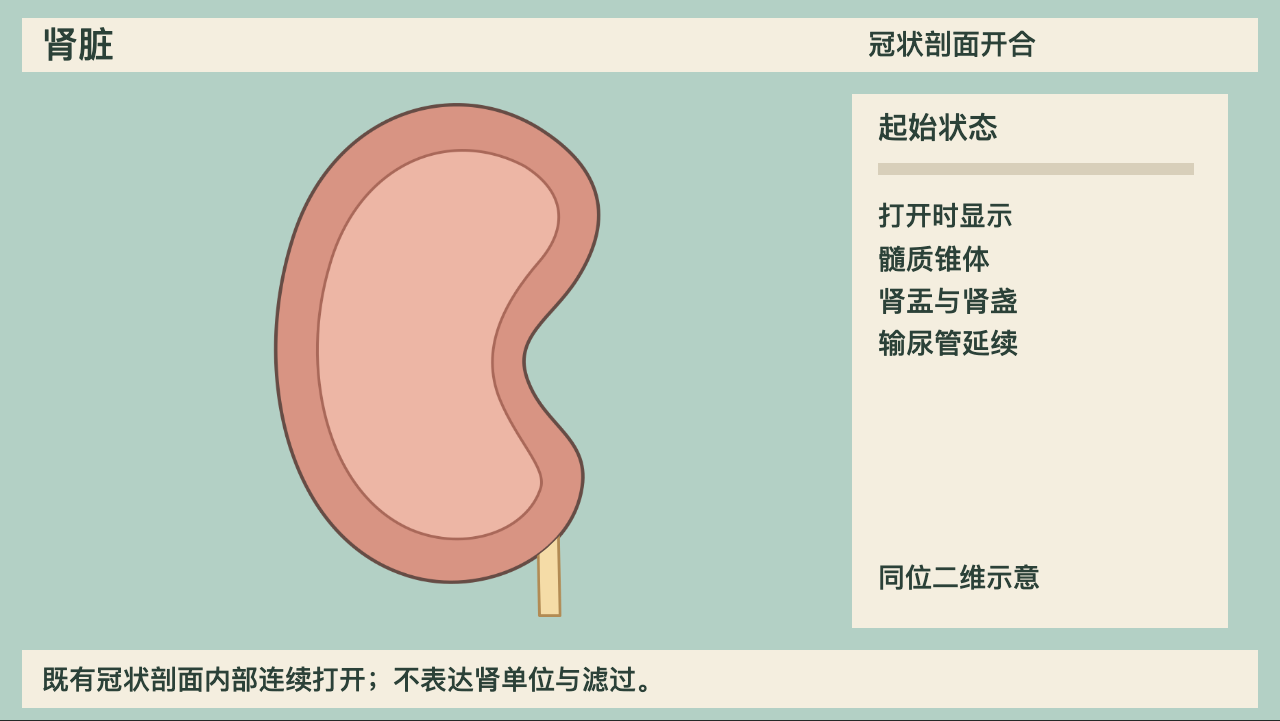 肾脏
冠状剖面开合
起始状态
打开时显示
髓质锥体
肾盂与肾盏
输尿管延续
同位二维示意
既有冠状剖面内部连续打开；不表达肾单位与滤过。